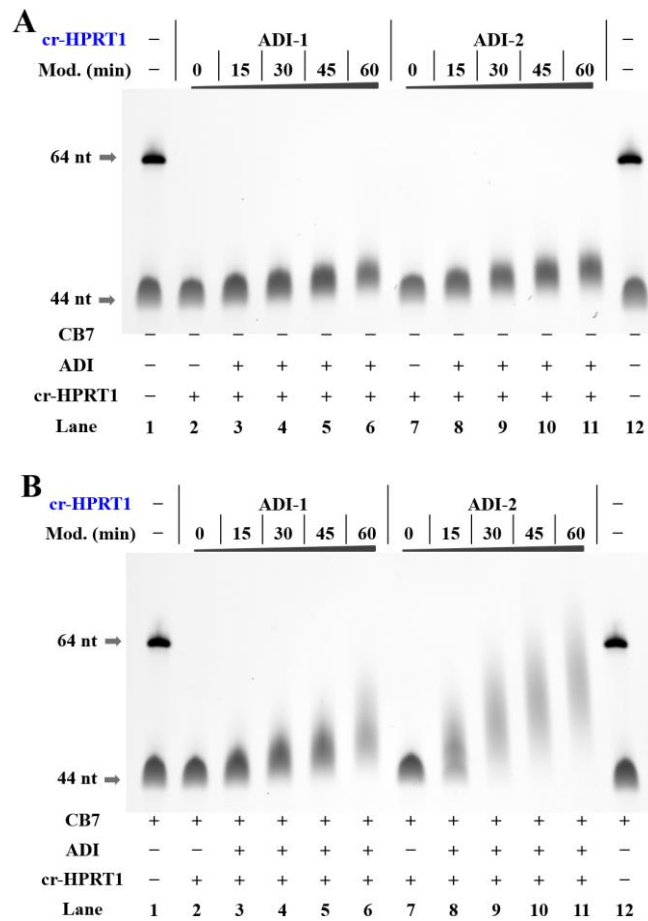 A
cr-HPRT1 – ADI-1 ADI-2 –
Mod. (min) – 0 15 30 45 60 0 15 30 45 60 –
64 nt
44 nt
CB7 – – – – – – – – – – – –
ADI – – + + + + – + + + + –
cr-HPRT1 – + + + + + + + + + + –
Lane 1 2 3 4 5 6 7 8 9 10 11 12
B
cr-HPRT1 – ADI-1 ADI-2 –
Mod. (min) – 0 15 30 45 60 0 15 30 45 60 –
64 nt
44 nt
CB7 + + + + + + + + + + + +
ADI – – + + + + – + + + + –
cr-HPRT1 – + + + + + + + + + + –
Lane 1 2 3 4 5 6 7 8 9 10 11 12